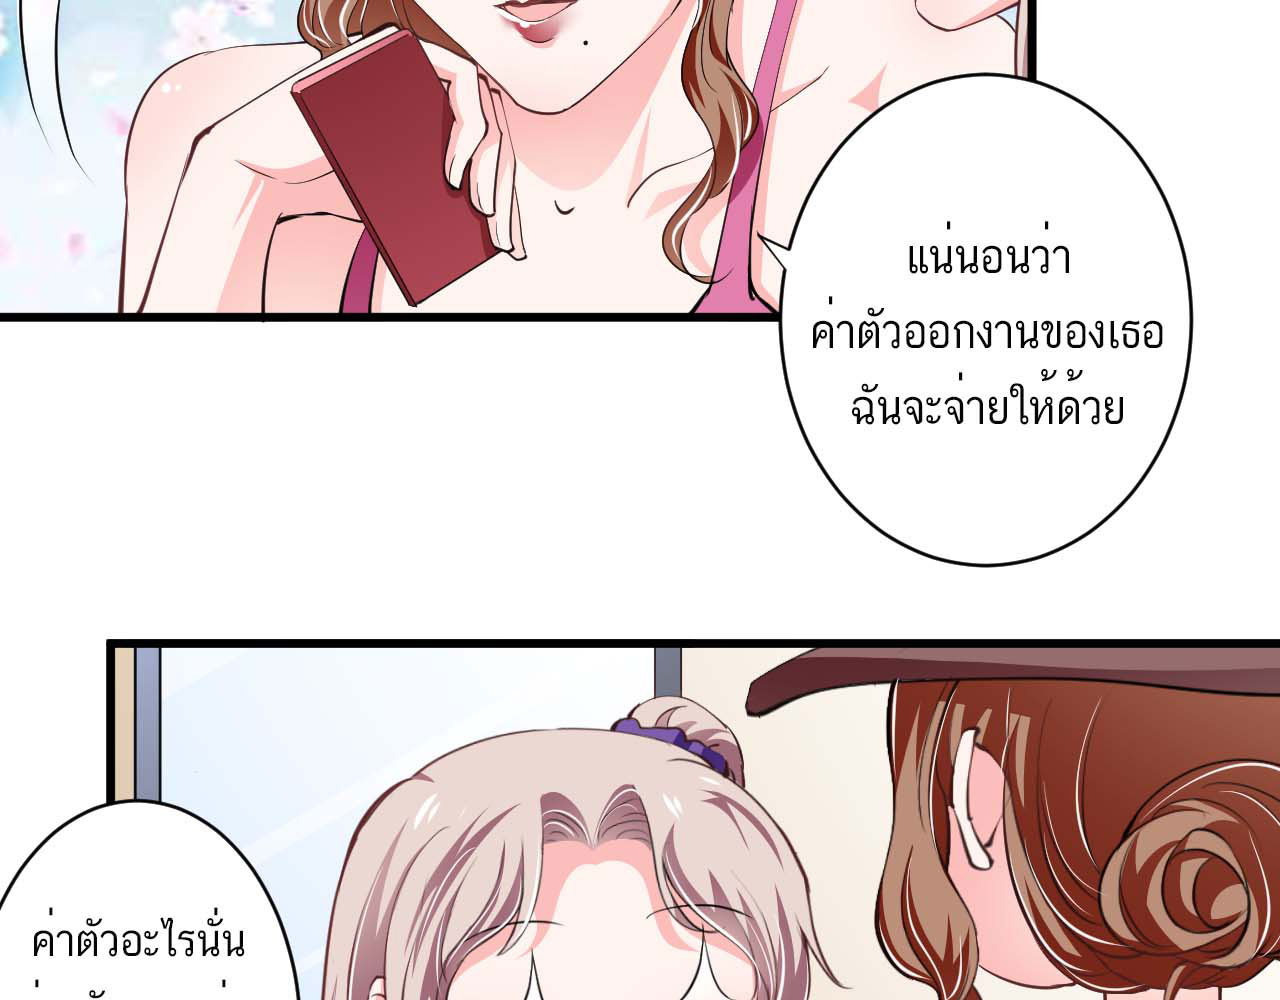 แน่นอนว่า
ค่าตัวออกงานของเธอ
ฉันจะจ่ายให้ด้วย
ค่าตัวอะไรนั่น